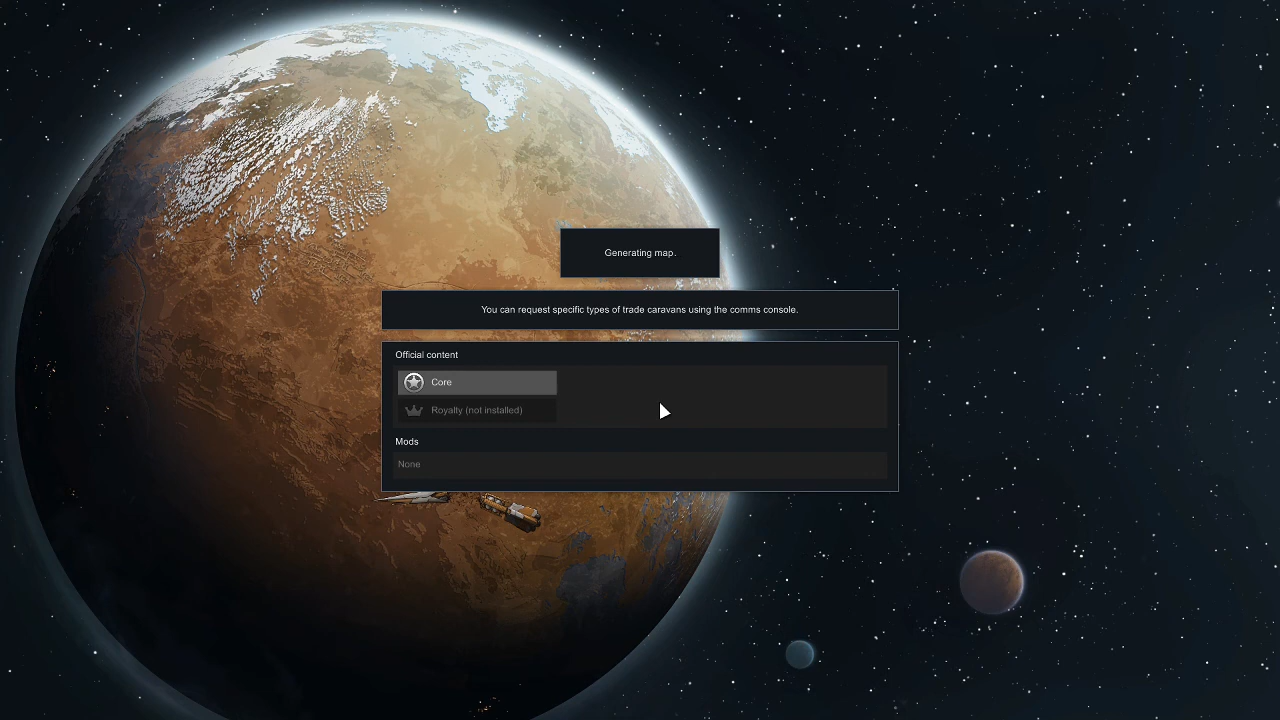 Generating map.
You can request specific types of trade caravans using the comms console.
Official content
Core
Royalty (not installed)
Mods
None